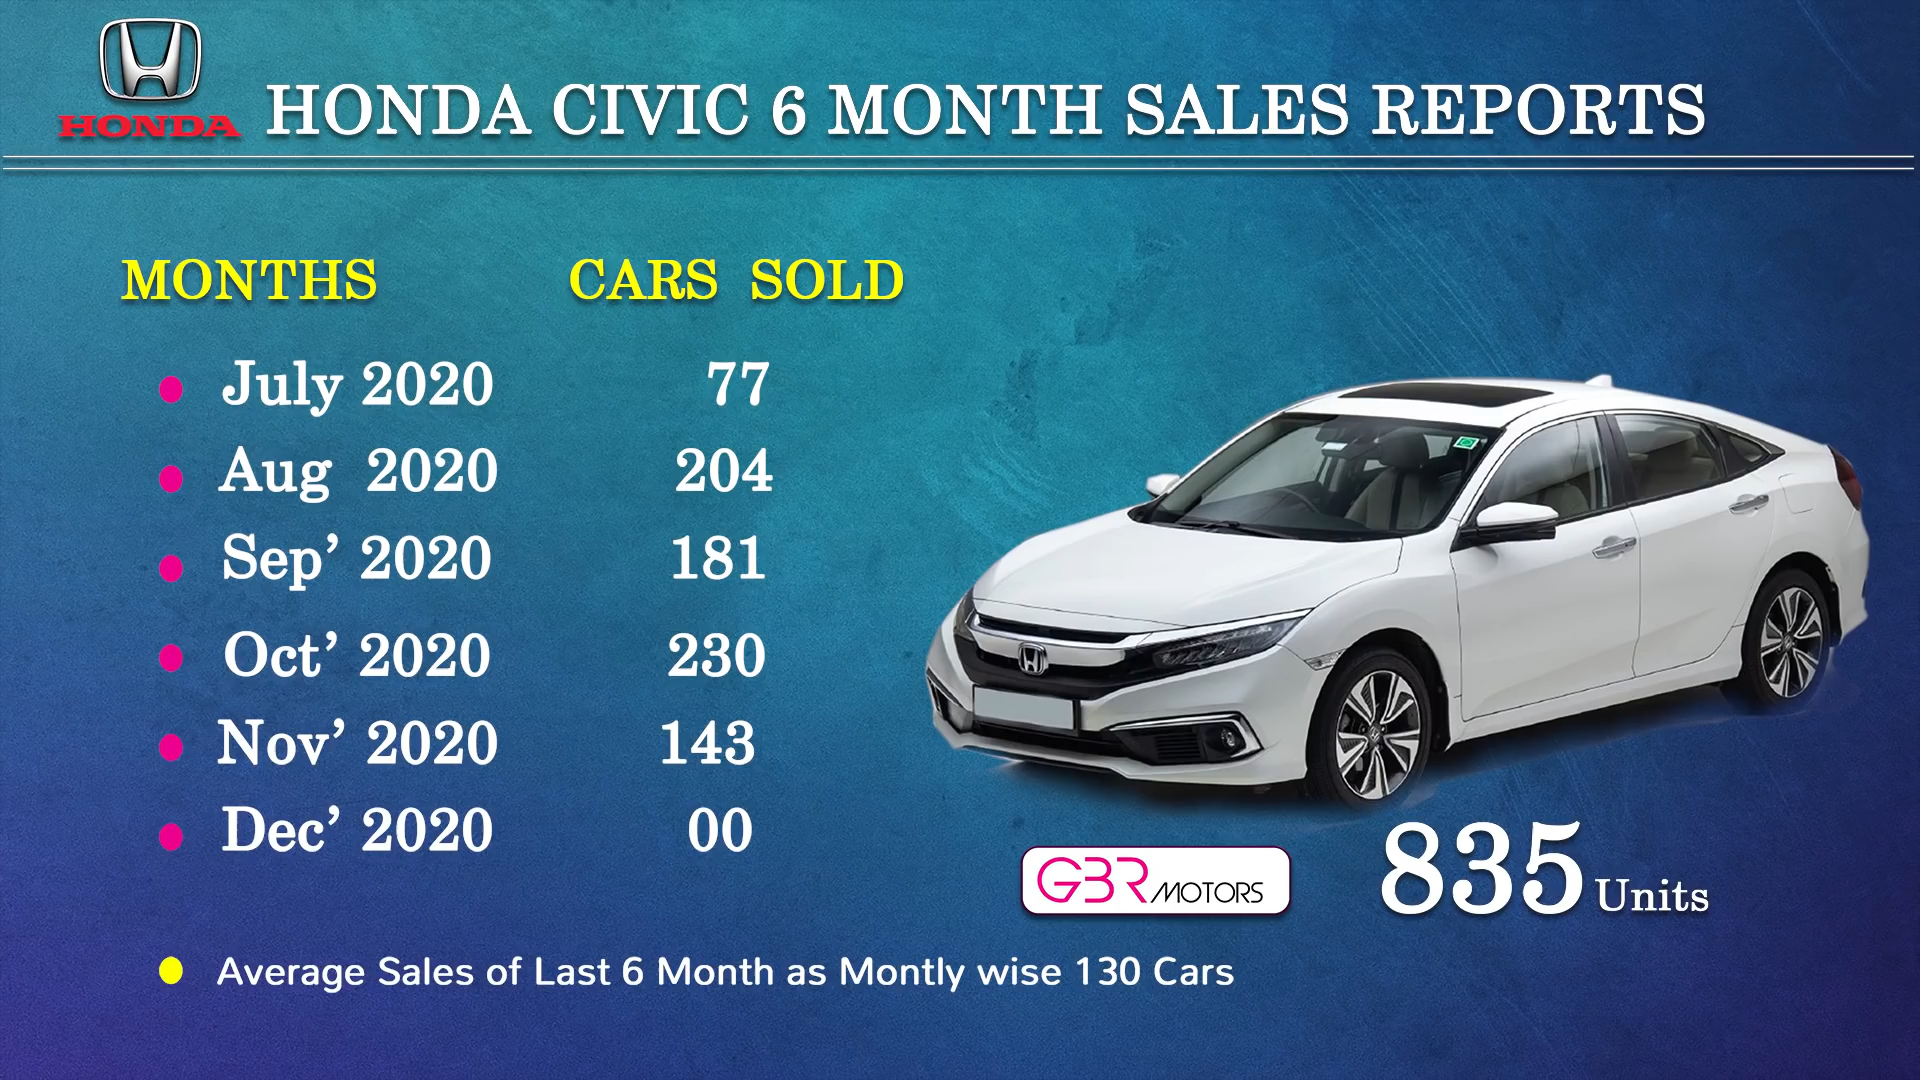 HONDA
HONDA CIVIC 6 MONTH SALES REPORTS
MONTHS CARS SOLD
July 2020 77
Aug 2020 204
Sep’ 2020 181
Oct’ 2020 230
Nov’ 2020 143
Dec’ 2020 00
GBR MOTORS
835 Units
Average Sales of Last 6 Month as Montly wise 130 Cars